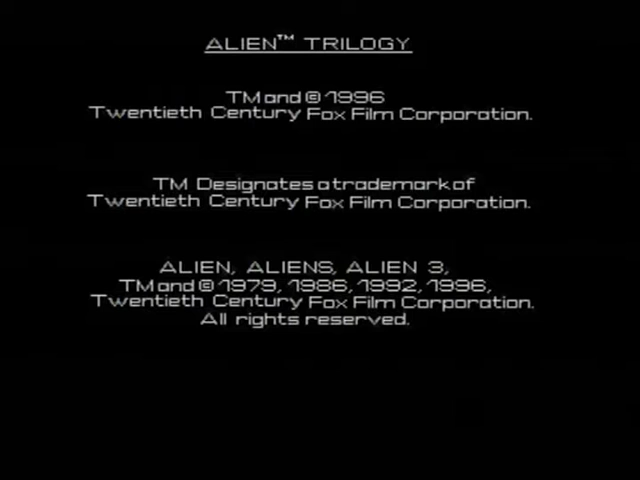 ALIEN™ TRILOGY
TM and © 1996
Twentieth Century Fox Film Corporation.
TM Designates a trademark of
Twentieth Century Fox Film Corporation.
ALIEN, ALIENS, ALIEN 3,
TM and © 1979, 1986, 1992, 1996,
Twentieth Century Fox Film Corporation.
All rights reserved.